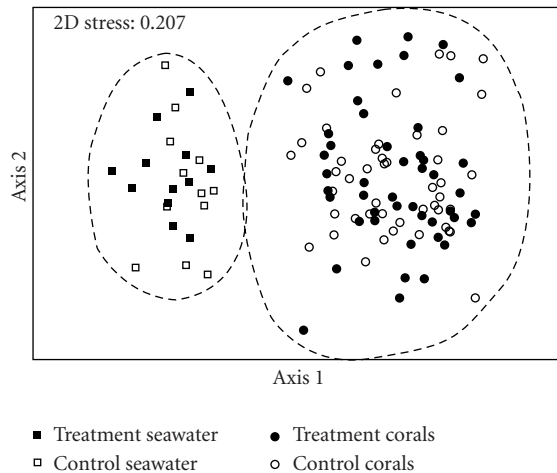 2D stress: 0.207
Axis 2
Axis 1
Treatment seawater
Control seawater
Treatment corals
Control corals